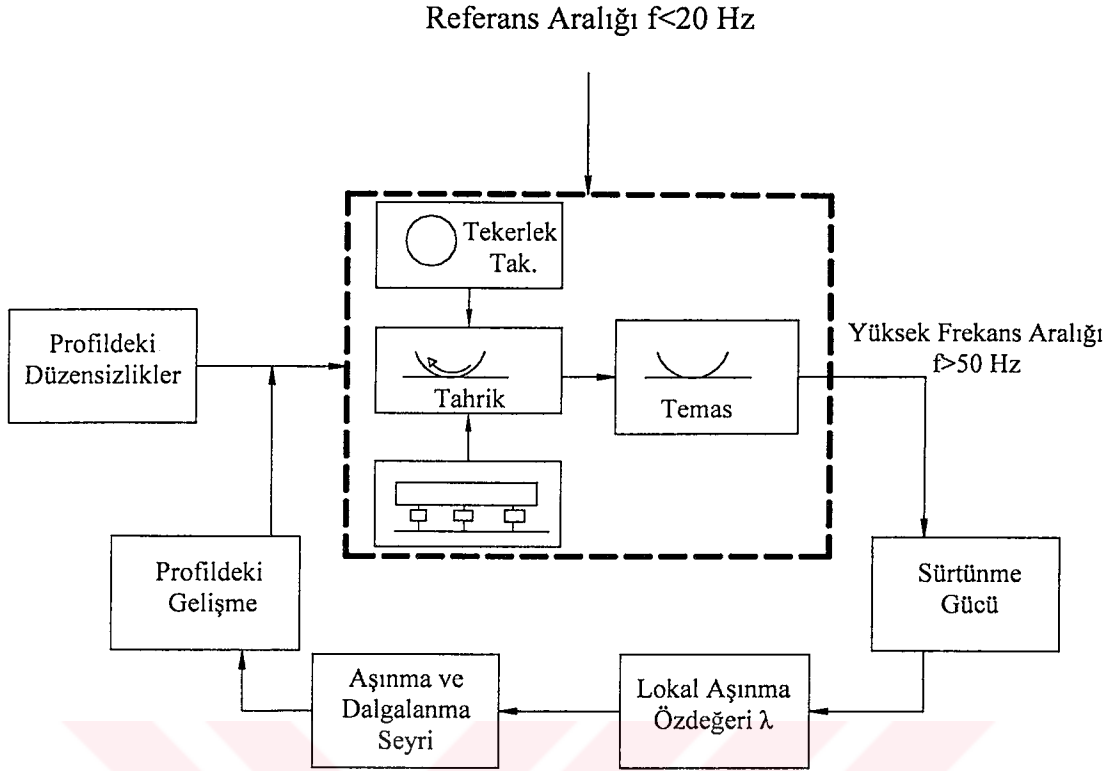 Referans Aralığı f<20 Hz
Tekerlek
Tak.
Profildeki
Düzensizlikler
Tahrik
Temas
Yüksek Frekans Aralığı
f>50 Hz
Profildeki
Gelişme
Sürtünme
Gücü
Aşınma ve
Dalgalanma
Seyri
Lokal Aşınma
Özdeğeri λ